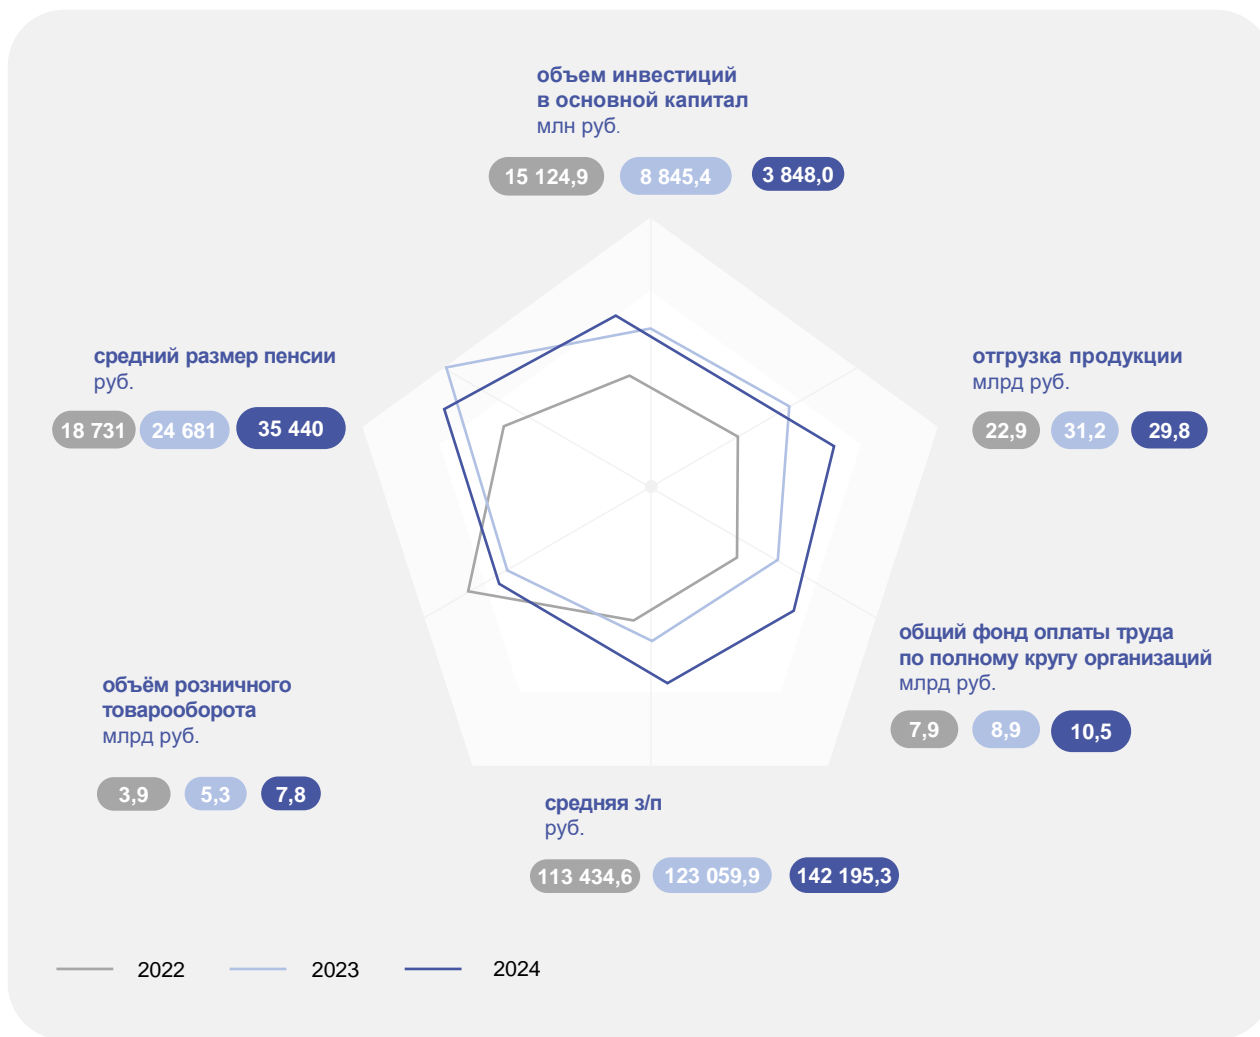 объем инвестиций
в основной капитал
млн руб.
15 124,9 8 845,4 3 848,0
средний размер пенсии
руб.
18 731 24 681 35 440
отгрузка продукции
млрд руб.
22,9 31,2 29,8
общий фонд оплаты труда
по полному кругу организаций
млрд руб.
7,9 8,9 10,5
объём розничного
товарооборота
млрд руб.
3,9 5,3 7,8
средняя з/п
руб.
113 434,6 123 059,9 142 195,3
2022 2023 2024